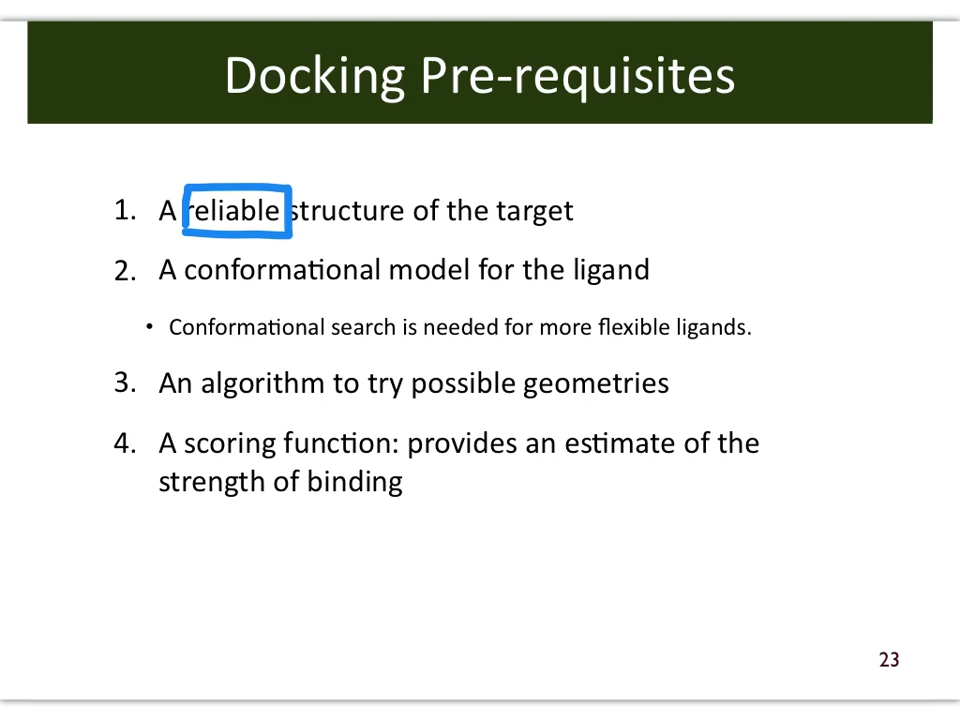 Docking Pre-requisites
1. A reliable structure of the target
2. A conformational model for the ligand
• Conformational search is needed for more flexible ligands.
3. An algorithm to try possible geometries
4. A scoring function: provides an estimate of the
strength of binding
23